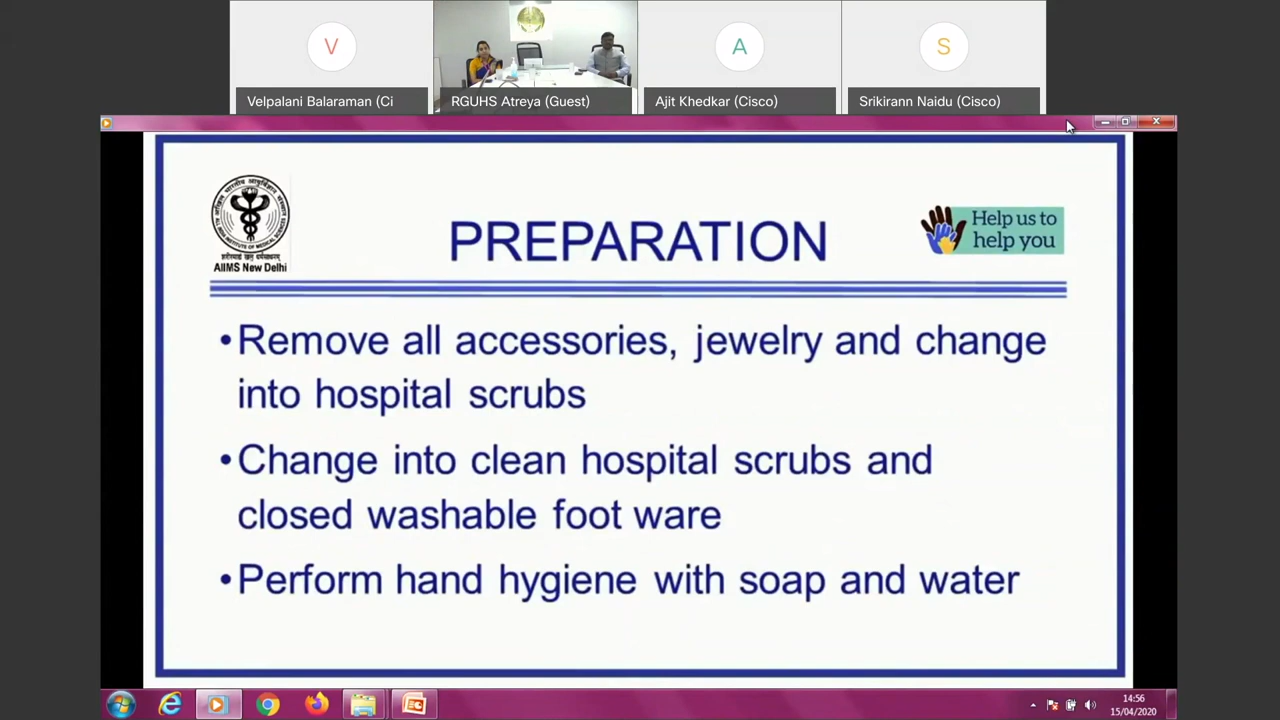 V
A
S
Velpalani Balaraman (Ci
RGUHS Atreya (Guest)
Ajit Khedkar (Cisco)
Srikirann Naidu (Cisco)
AIIMS New Delhi
PREPARATION
Help us to
help you
•Remove all accessories, jewelry and change
into hospital scrubs
•Change into clean hospital scrubs and
closed washable foot ware
•Perform hand hygiene with soap and water
14:56
15/04/2020